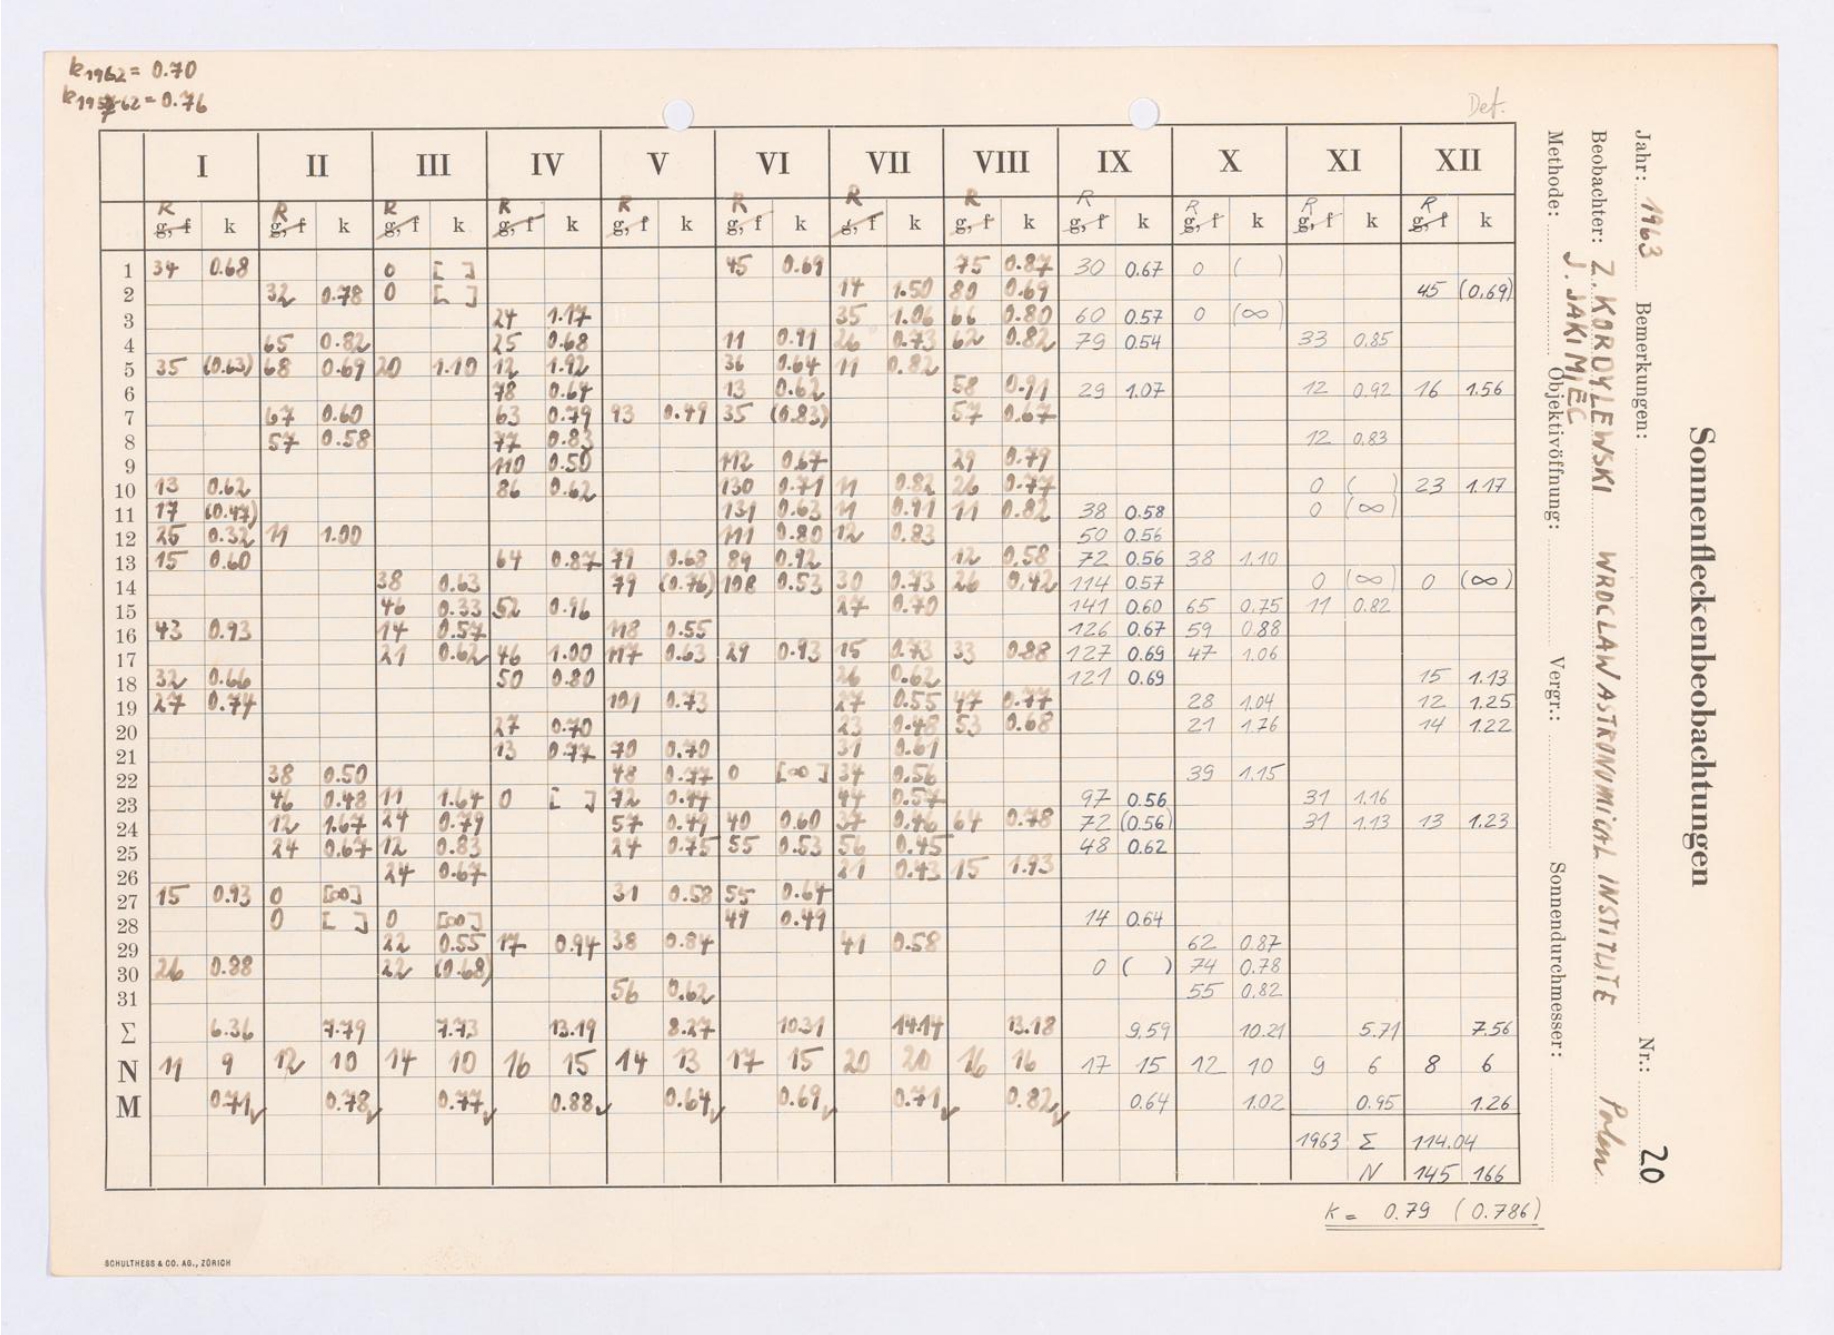 k1962 = 0.70
k1957-62 = 0.76
Def.
I II III IV V VI VII VIII IX X XI XII
R R R R R R R R R R R R
g, f k g, f k g, f k g, f k g, f k g, f k g, f k g, f k g, f k g, f k g, f k g, f k
1 34 0.68 0 [ ] 45 0.69 75 0.87 30 0.67 0 ( )
2 32 0.78 0 [ ] 14 1.50 80 0.69 45 (0.69)
3 24 1.17 35 1.06 66 0.80 60 0.57 0 (∞)
4 65 0.82 25 0.68 11 0.91 26 0.73 62 0.82 79 0.54 33 0.85
5 35 (0.63) 68 0.69 20 1.10 12 1.92 36 0.64 11 0.82
6 78 0.64 13 0.62 58 0.91 29 1.07 12 0.92 16 1.56
7 67 0.60 63 0.79 93 0.49 35 (0.83) 57 0.67
8 57 0.58 77 0.83 12 0.83
9 110 0.50 112 0.67 29 0.79
10 13 0.62 86 0.62 130 0.71 11 0.82 26 0.77 0 ( ) 23 1.17
11 17 (0.47) 131 0.63 11 0.91 11 0.82 38 0.58 0 (∞)
12 25 0.32 11 1.00 111 0.80 12 0.83 50 0.56
13 15 0.60 64 0.87 79 0.68 89 0.92 12 0.58 72 0.56 38 1.10
14 38 0.63 79 (0.76) 108 0.53 30 0.73 26 0.42 114 0.57 0 (∞) 0 (∞)
15 46 0.33 52 0.96 27 0.70 141 0.60 65 0.75 11 0.82
16 43 0.93 14 0.57 118 0.55 126 0.67 59 0.88
17 21 0.62 46 1.00 117 0.63 29 0.93 15 0.73 33 0.88 127 0.69 47 1.06
18 32 0.66 50 0.80 26 0.62 121 0.69 15 1.13
19 27 0.74 101 0.73 27 0.55 47 0.77 28 1.04 12 1.25
20 27 0.70 23 0.48 53 0.68 21 1.76 14 1.22
21 13 0.77 70 0.70 31 0.61
22 38 0.50 48 0.77 0 [∞] 34 0.56 39 1.15
23 46 0.48 11 1.64 0 [ ] 72 0.44 44 0.57 97 0.56 31 1.16
24 12 1.67 24 0.79 57 0.49 40 0.60 37 0.46 64 0.78 72 (0.56) 31 1.13 13 1.23
25 24 0.67 12 0.83 24 0.75 55 0.53 56 0.45 48 0.62
26 24 0.67 21 0.43 15 1.93
27 15 0.93 0 [∞] 31 0.58 55 0.64
28 0 [ ] 0 [∞] 49 0.49 14 0.64
29 22 0.55 17 0.94 38 0.84 41 0.58 62 0.87
30 26 0.88 22 (0.68) 0 ( ) 74 0.78
31 56 0.62 55 0.82
Σ 6.36 7.79 7.73 13.19 8.27 10.31 14.14 13.18 9.59 10.21 5.71 7.56
N 11 9 12 10 14 10 16 15 14 13 17 15 20 20 16 16 17 15 12 10 9 6 8 6
M 0.71✓ 0.78✓ 0.77✓ 0.88✓ 0.64✓ 0.69✓ 0.71✓ 0.82✓ 0.64 1.02 0.95 1.26
1963 Σ 114.04
N 145 166
k = 0.79 (0.786)
SCHULTHESS & CO. AG., ZÜRICH
Sonnenfleckenbeobachtungen
Jahr: 1963 Bemerkungen: Nr.: 20
Beobachter: Z. KORDYLEWSKI WROCLAW ASTRONOMICAL INSTITUTE Polen
J. JAKIMIEC
Methode: Objektivöffnung: Vergr.: Sonnendurchmesser: